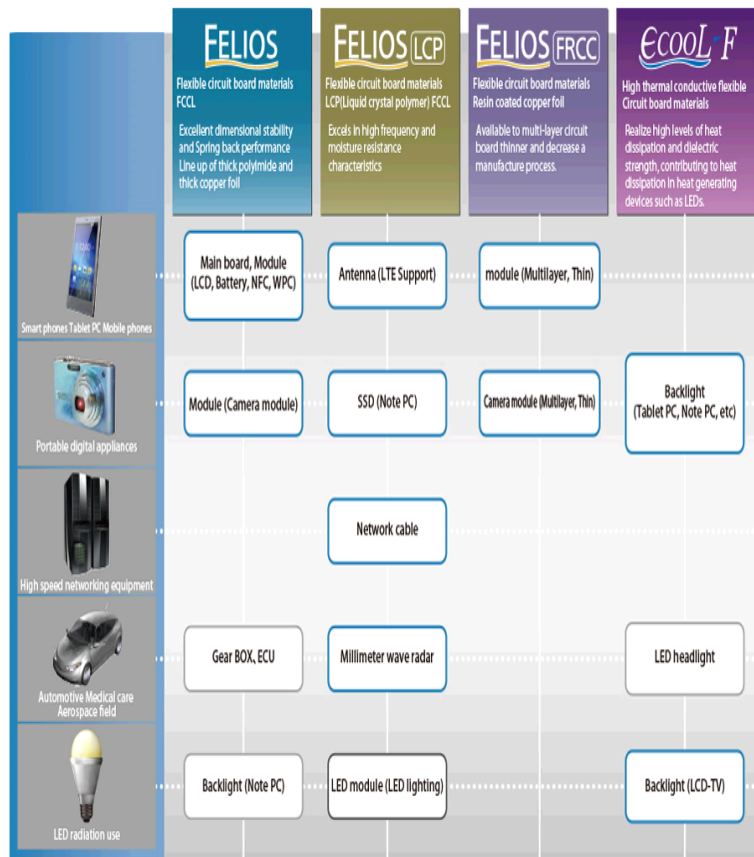 FELIOS
Flexible circuit board materials
FCCL
Excellent dimensional stability
and Spring back performance
Line up of thick polyimide and
thick copper foil
FELIOS LCP
Flexible circuit board materials
LCP(Liquid crystal polymer) FCCL
Excels in high frequency and
moisture resistance
characteristics
FELIOS FRCC
Flexible circuit board materials
Resin coated copper foil
Available to multi-layer circuit
board thinner and decrease a
manufacture process.
ECOOL-F
High thermal conductive flexible
Circuit board materials
Realize high levels of heat
dissipation and dielectric
strength, contributing to heat
dissipation in heat generating
devices such as LEDs.
Smart phones Tablet PC Mobile phones
Main board, Module
(LCD, Battery, NFC, WPC)
Antenna (LTE Support)
module (Multilayer, Thin)
Portable digital appliances
Module (Camera module)
SSD (Note PC)
Camera module (Multilayer, Thin)
Backlight
(Tablet PC, Note PC, etc)
High speed networking equipment
Network cable
Automotive Medical care
Aerospace field
Gear BOX, ECU
Millimeter wave radar
LED headlight
LED radiation use
Backlight (Note PC)
LED module (LED lighting)
Backlight (LCD-TV)